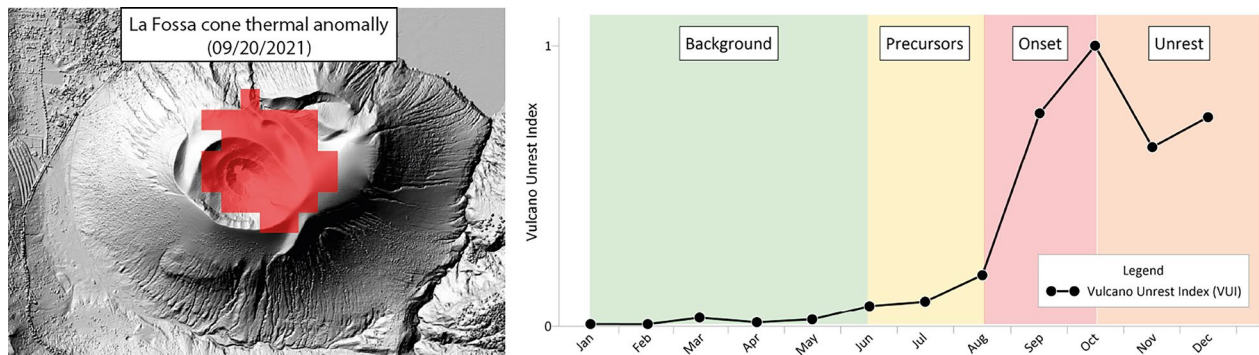 La Fossa cone thermal anomaly
(09/20/2021)
Vulcano Unrest Index
1
0
Background
Precursors
Onset
Unrest
Legend
Vulcano Unrest Index (VUI)
Jan
Feb
Mar
Apr
May
Jun
Jul
Aug
Sep
Oct
Nov
Dec